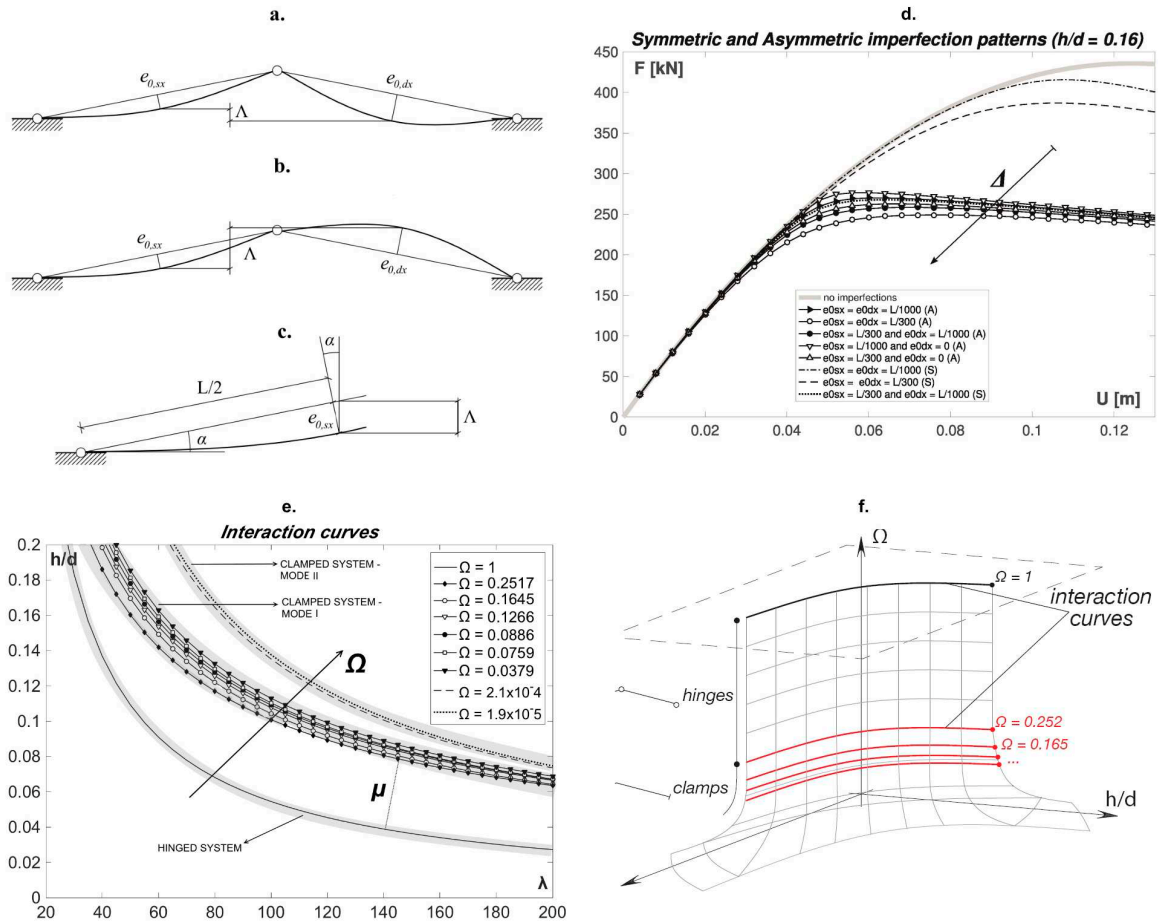 a.
e0,sx
e0,dx
Λ
b.
e0,sx
Λ
e0,dx
c.
α
L/2
e0,sx
Λ
α
d.
Symmetric and Asymmetric imperfection patterns (h/d = 0.16)
F [kN]
450
400
350
300
250
200
150
100
50
0
Δ
no imperfections
e0sx = e0dx = L/1000 (A)
e0sx = e0dx = L/300 (A)
e0sx = L/300 and e0dx = L/1000 (A)
e0sx = L/1000 and e0dx = 0 (A)
e0sx = L/300 and e0dx = 0 (A)
e0sx = e0dx = L/1000 (S)
e0sx = e0dx = L/300 (S)
e0sx = L/300 and e0dx = L/1000 (S)
U [m]
0 0.02 0.04 0.06 0.08 0.1 0.12
e.
Interaction curves
h/d
0.2
0.18
0.16
0.14
0.12
0.1
0.08
0.06
0.04
0.02
0
CLAMPED SYSTEM -
MODE II
CLAMPED SYSTEM -
MODE I
Ω = 1
Ω = 0.2517
Ω = 0.1645
Ω = 0.1266
Ω = 0.0886
Ω = 0.0759
Ω = 0.0379
Ω = 2.1x10-4
Ω = 1.9x10-5
Ω
μ
HINGED SYSTEM
λ
20 40 60 80 100 120 140 160 180 200
f.
Ω
Ω = 1
interaction
curves
hinges
Ω = 0.252
Ω = 0.165
...
clamps
h/d